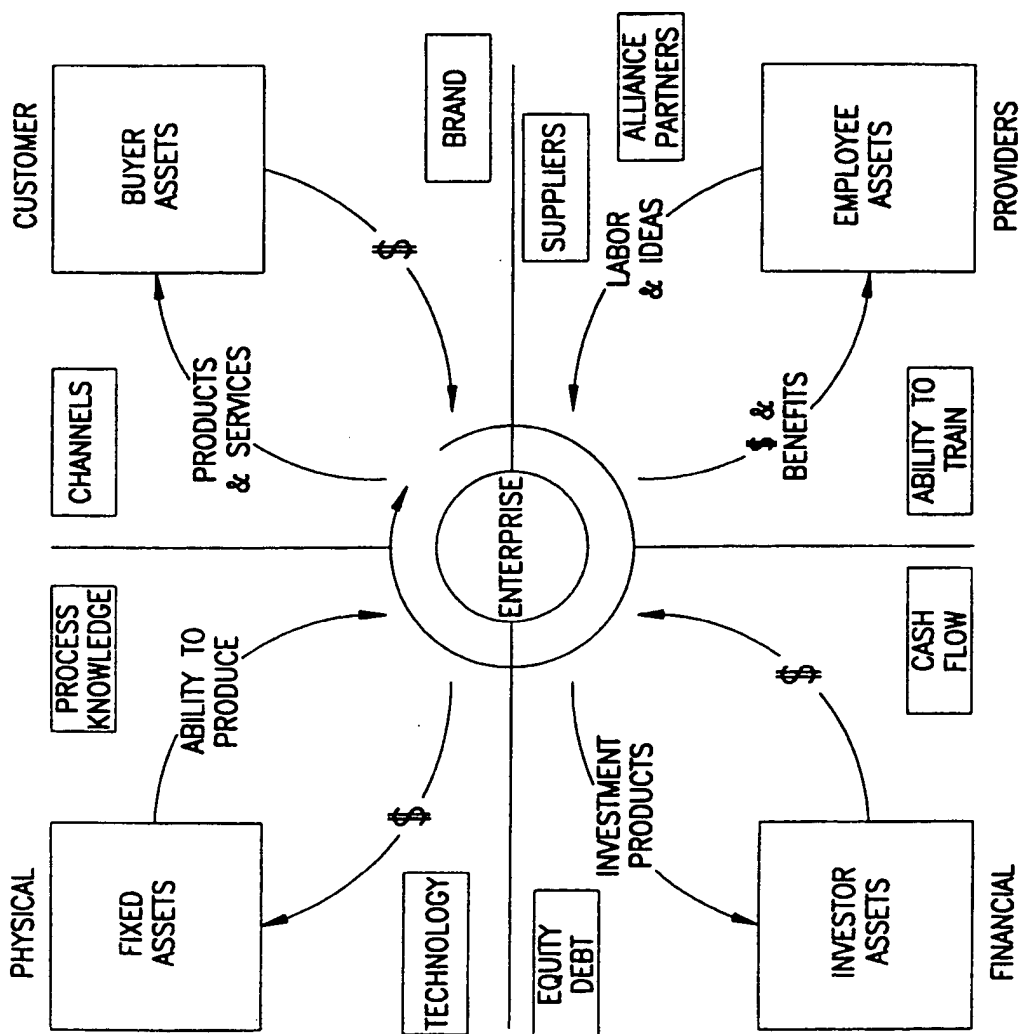 PHYSICAL
FIXED
ASSETS
PROCESS
KNOWLEDGE
ABILITY TO
PRODUCE
$
TECHNOLOGY
CUSTOMER
CHANNELS
BUYER
ASSETS
PRODUCTS
& SERVICES
$
BRAND
ENTERPRISE
EQUITY
DEBT
INVESTMENT
PRODUCTS
$
INVESTOR
ASSETS
CASH
FLOW
FINANCIAL
SUPPLIERS
ALLIANCE
PARTNERS
LABOR
& IDEAS
$ &
BENEFITS
EMPLOYEE
ASSETS
ABILITY TO
TRAIN
PROVIDERS